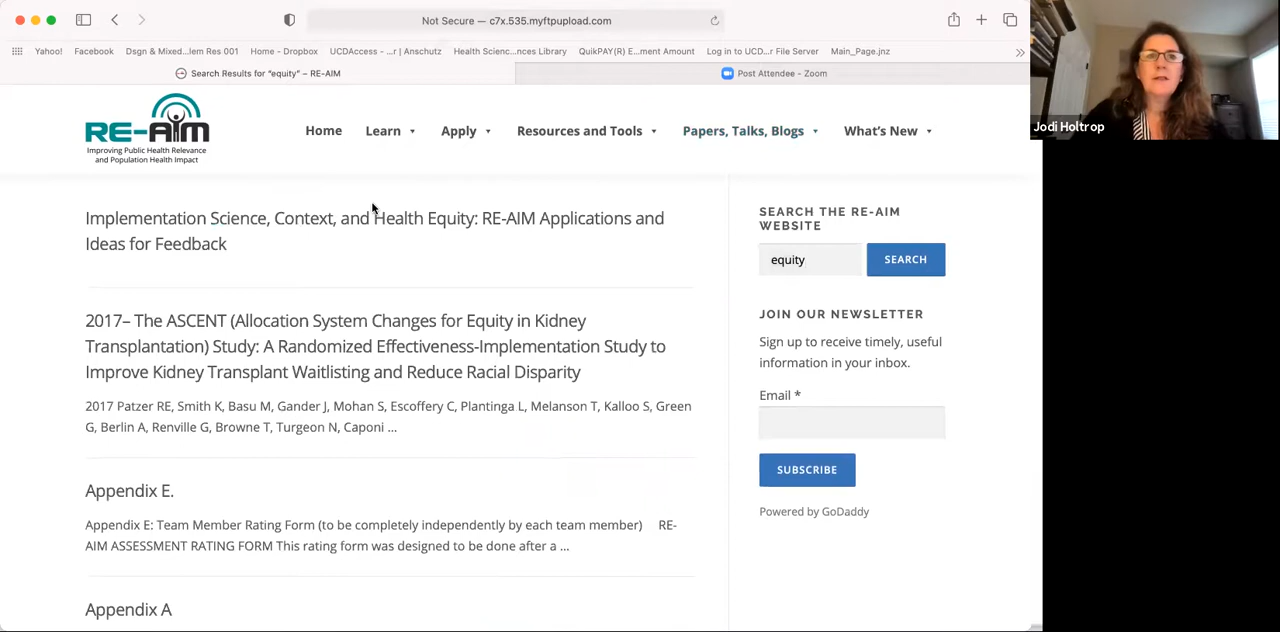 Not Secure — c7x.535.myftpupload.com
Yahoo! Facebook Dsgn & Mixed...lem Res 001 Home - Dropbox UCDAccess - ...r | Anschutz Health Scienc...nces Library QuikPAY(R) E...ment Amount Log in to UCD...r File Server Main_Page.jnz
Search Results for “equity” – RE-AIM Post Attendee - Zoom
RE-AIM
Improving Public Health Relevance
and Population Health Impact
Home Learn Apply Resources and Tools Papers, Talks, Blogs What's New
Implementation Science, Context, and Health Equity: RE-AIM Applications and
Ideas for Feedback
2017– The ASCENT (Allocation System Changes for Equity in Kidney
Transplantation) Study: A Randomized Effectiveness-Implementation Study to
Improve Kidney Transplant Waitlisting and Reduce Racial Disparity
2017 Patzer RE, Smith K, Basu M, Gander J, Mohan S, Escoffery C, Plantinga L, Melanson T, Kalloo S, Green
G, Berlin A, Renville G, Browne T, Turgeon N, Caponi ...
Appendix E.
Appendix E: Team Member Rating Form (to be completely independently by each team member) RE-
AIM ASSESSMENT RATING FORM This rating form was designed to be done after a ...
Appendix A
SEARCH THE RE-AIM
WEBSITE
equity SEARCH
JOIN OUR NEWSLETTER
Sign up to receive timely, useful
information in your inbox.
Email *
SUBSCRIBE
Powered by GoDaddy
Jodi Holtrop